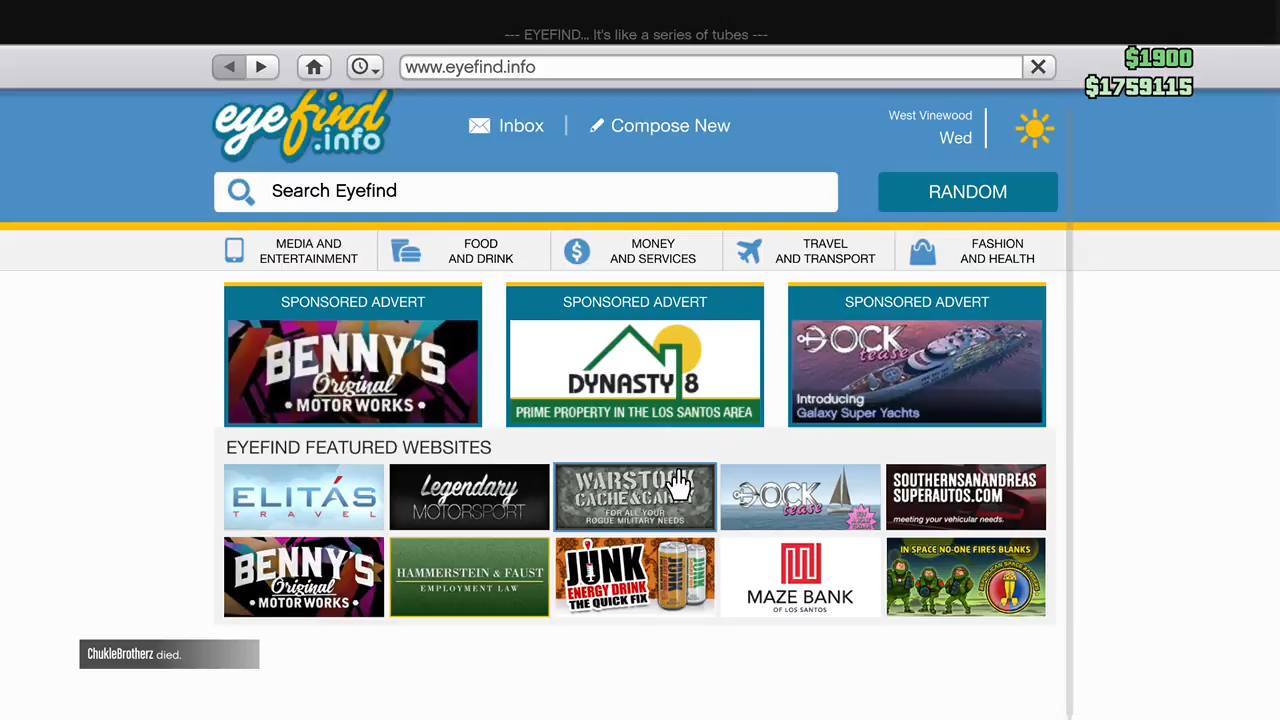 --- EYEFIND... It's like a series of tubes ---
www.eyefind.info
$1900
$1759115
eyefind.info
Inbox
Compose New
West Vinewood
Wed
Search Eyefind
RANDOM
MEDIA AND ENTERTAINMENT
FOOD AND DRINK
MONEY AND SERVICES
TRAVEL AND TRANSPORT
FASHION AND HEALTH
SPONSORED ADVERT
BENNY'S
Original
• MOTOR WORKS •
SPONSORED ADVERT
DYNASTY 8
PRIME PROPERTY IN THE LOS SANTOS AREA
SPONSORED ADVERT
DOCK
tease
Introducing
Galaxy Super Yachts
EYEFIND FEATURED WEBSITES
ELITÁS
TRAVEL
Legendary
MOTORSPORT
WARSTOCK
CACHE & CARRY
FOR ALL YOUR
ROGUE MILITARY NEEDS
DOCK
tease
SOUTHERNSANANDREAS
SUPERAUTOS.COM
meeting your vehicular needs.
BENNY'S
Original
• MOTOR WORKS •
HAMMERSTEIN & FAUST
EMPLOYMENT LAW
JUNK
ENERGY DRINK
THE QUICK FIX
MAZE BANK
OF LOS SANTOS
IN SPACE NO-ONE FIRES BLANKS
ChukleBrotherz died.